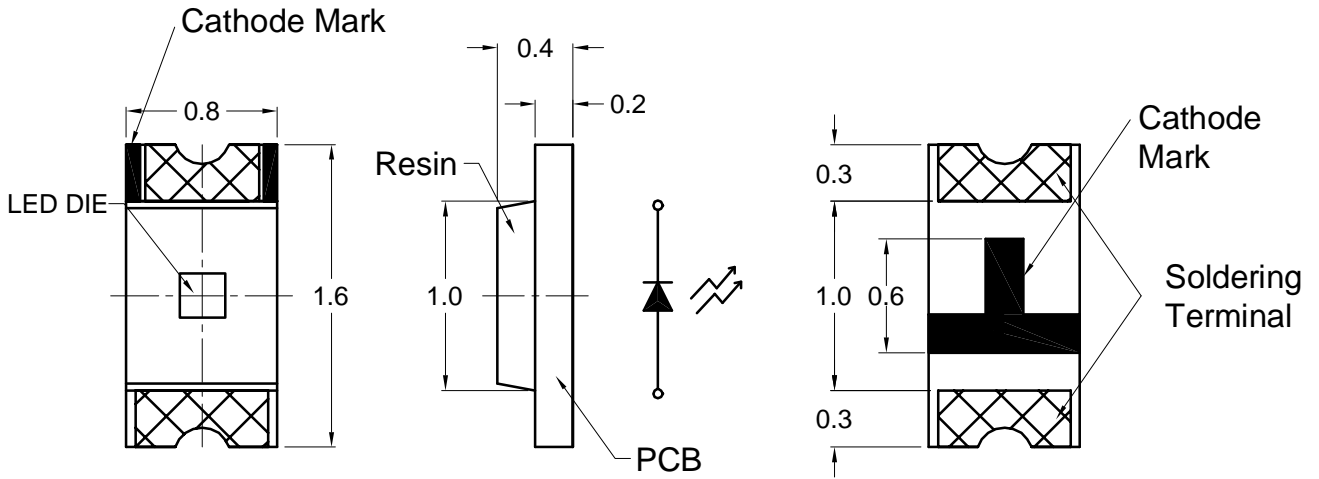 Cathode Mark
0.8
LED DIE
1.6
0.4
0.2
Resin
1.0
PCB
0.3
1.0
0.6
0.3
Cathode
Mark
Soldering
Terminal